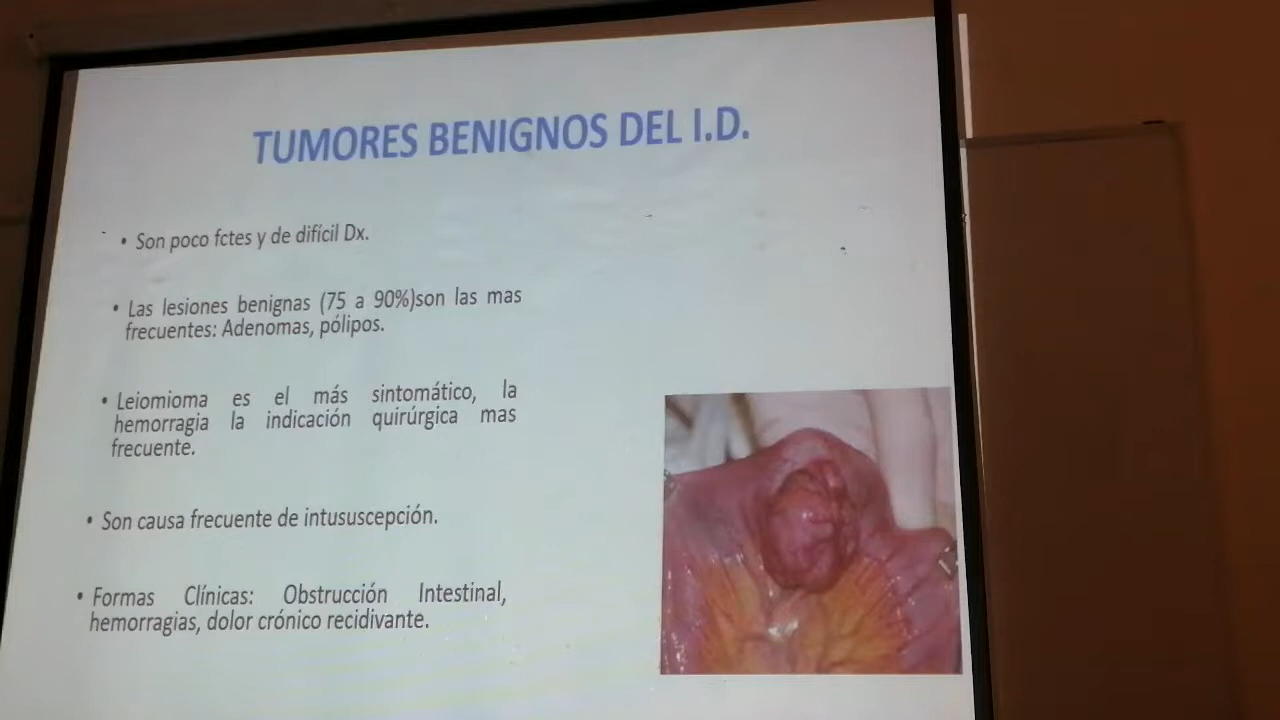 TUMORES BENIGNOS DEL I.D.
• Son poco fctes y de difícil Dx.
• Las lesiones benignas (75 a 90%)son las mas
frecuentes: Adenomas, pólipos.
• Leiomioma es el más sintomático, la
hemorragia la indicación quirúrgica mas
frecuente.
• Son causa frecuente de intususcepción.
• Formas Clínicas: Obstrucción Intestinal,
hemorragias, dolor crónico recidivante.